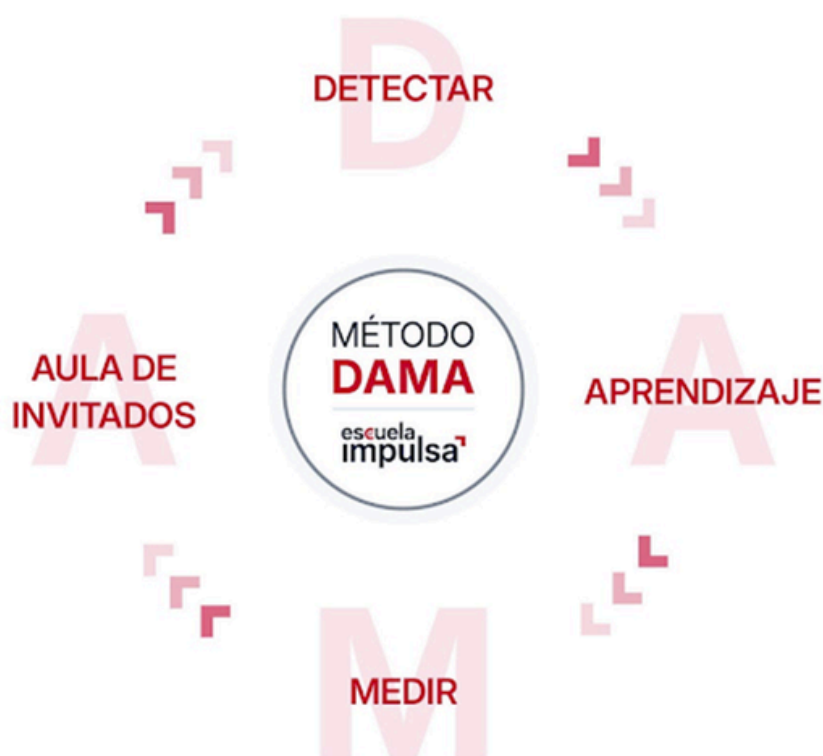 D
DETECTAR
A
APRENDIZAJE
M
MEDIR
A
AULA DE
INVITADOS
MÉTODO
DAMA
escuela
impulsa